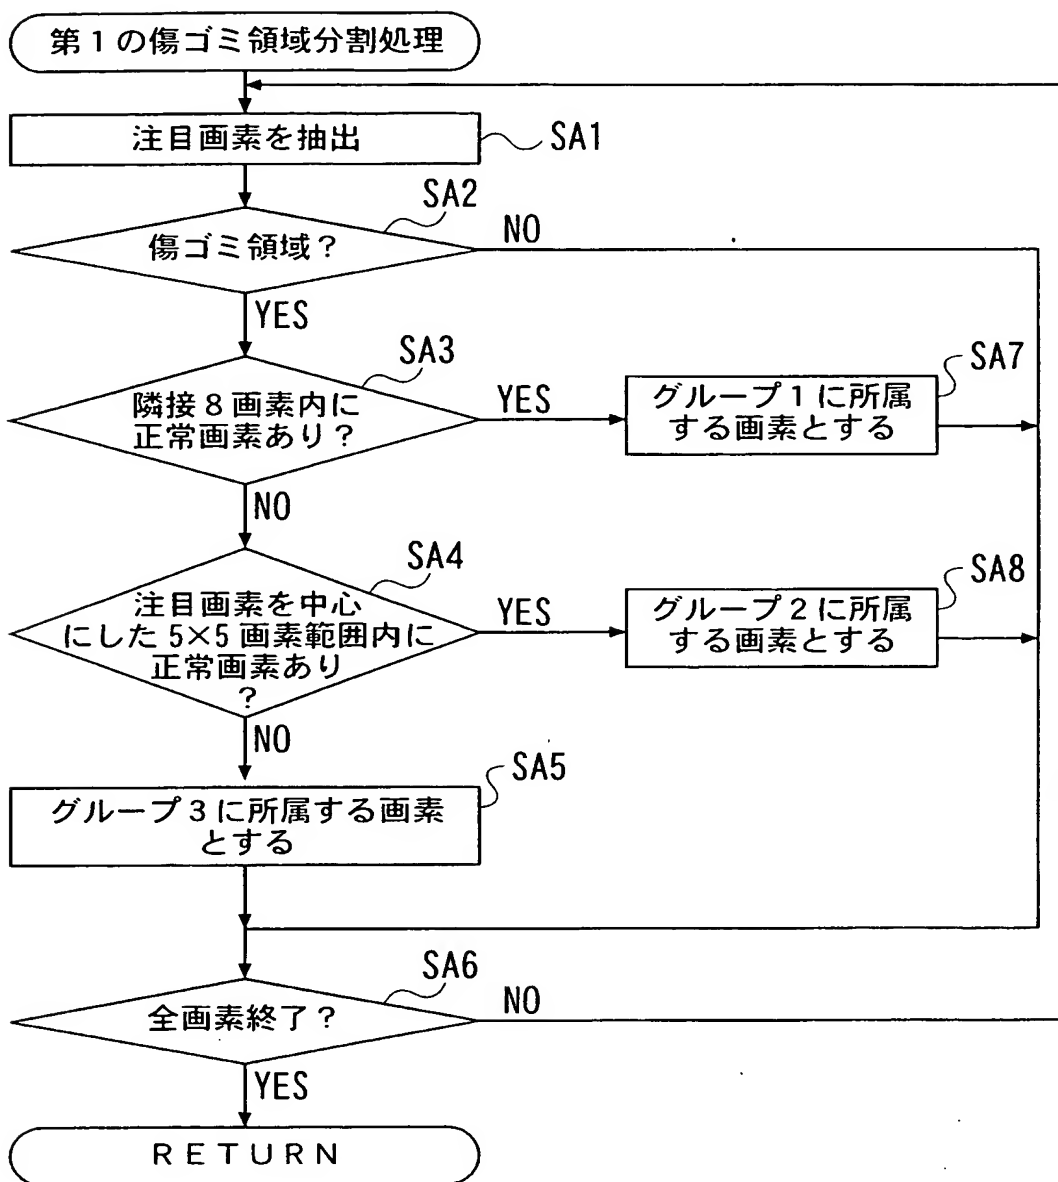 第1の傷ゴミ領域分割処理
注目画素を抽出
SA1
SA2
傷ゴミ領域？
NO
YES
SA3
隣接8画素内に
正常画素あり？
YES
SA7
グループ1に所属
する画素とする
NO
SA4
注目画素を中心
にした5×5画素範囲内に
正常画素あり
？
YES
SA8
グループ2に所属
する画素とする
NO
SA5
グループ3に所属する画素
とする
SA6
全画素終了？
NO
YES
RETURN